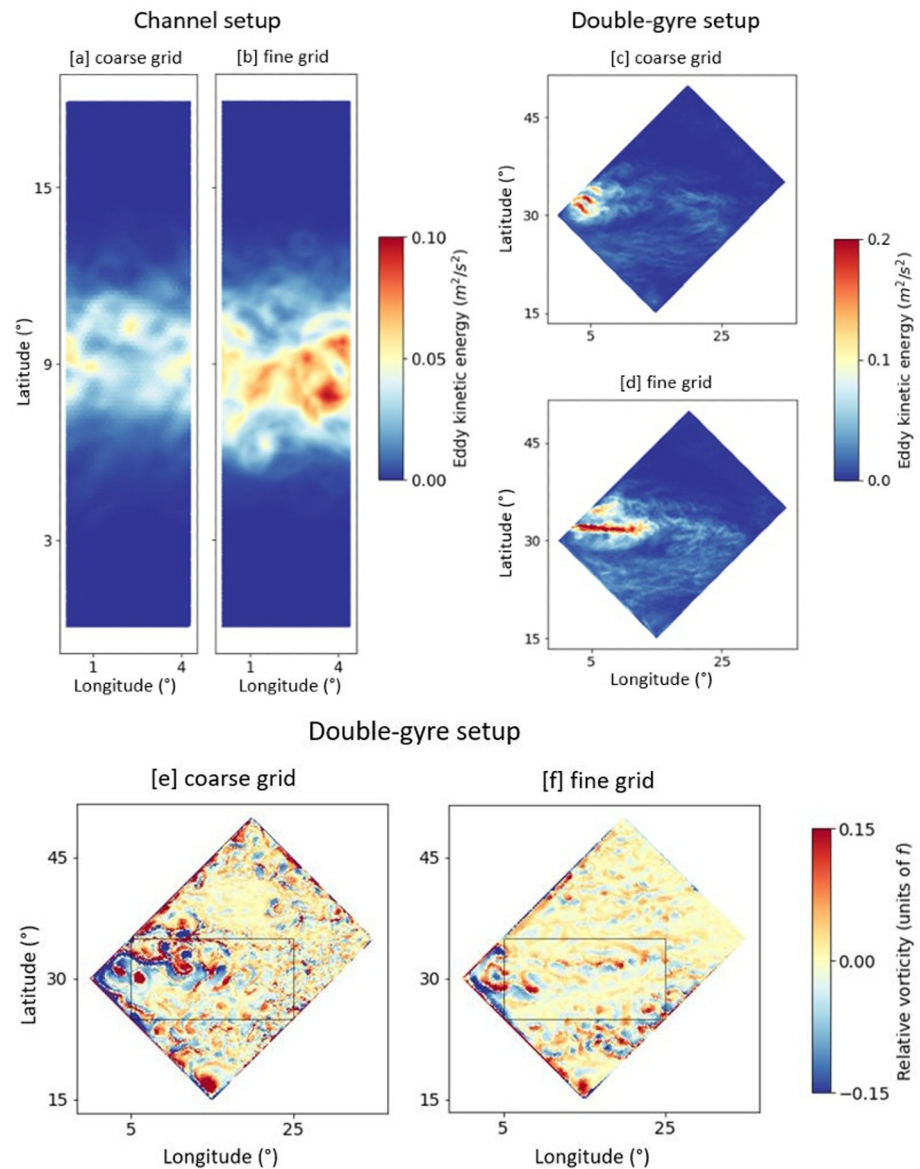 Channel setup
[a] coarse grid
[b] fine grid
15
9
3
Latitude (°)
1
4
Longitude (°)
1
4
Longitude (°)
0.10
0.05
0.00
Eddy kinetic energy (m²/s²)
Double-gyre setup
[c] coarse grid
45
30
15
Latitude (°)
5
25
[d] fine grid
45
30
15
Latitude (°)
5
25
Longitude (°)
0.2
0.1
0.0
Eddy kinetic energy (m²/s²)
Double-gyre setup
[e] coarse grid
45
30
15
Latitude (°)
5
25
Longitude (°)
[f] fine grid
45
30
15
5
25
Longitude (°)
0.15
0.00
−0.15
Relative vorticity (units of f)